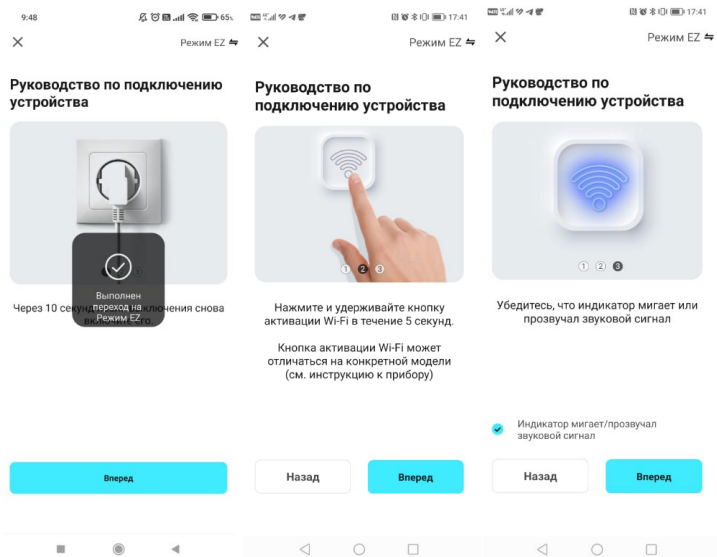 9:48
65
Режим EZ
Руководство по подключению
устройства
Выполнен
переход на
Режим EZ
Через 10 секунд
ключения снова
включите его.
Вперед
17:41
Режим EZ
Руководство по
подключению устройства
1 2 3
Нажмите и удерживайте кнопку
активации Wi-Fi в течение 5 секунд.
Кнопка активации Wi-Fi может
отличаться на конкретной модели
(см. инструкцию к прибору)
Назад
Вперед
17:41
Режим EZ
Руководство по
подключению устройства
1 2 3
Убедитесь, что индикатор мигает или
прозвучал звуковой сигнал
Индикатор мигает/прозвучал
звуковой сигнал
Назад
Вперед